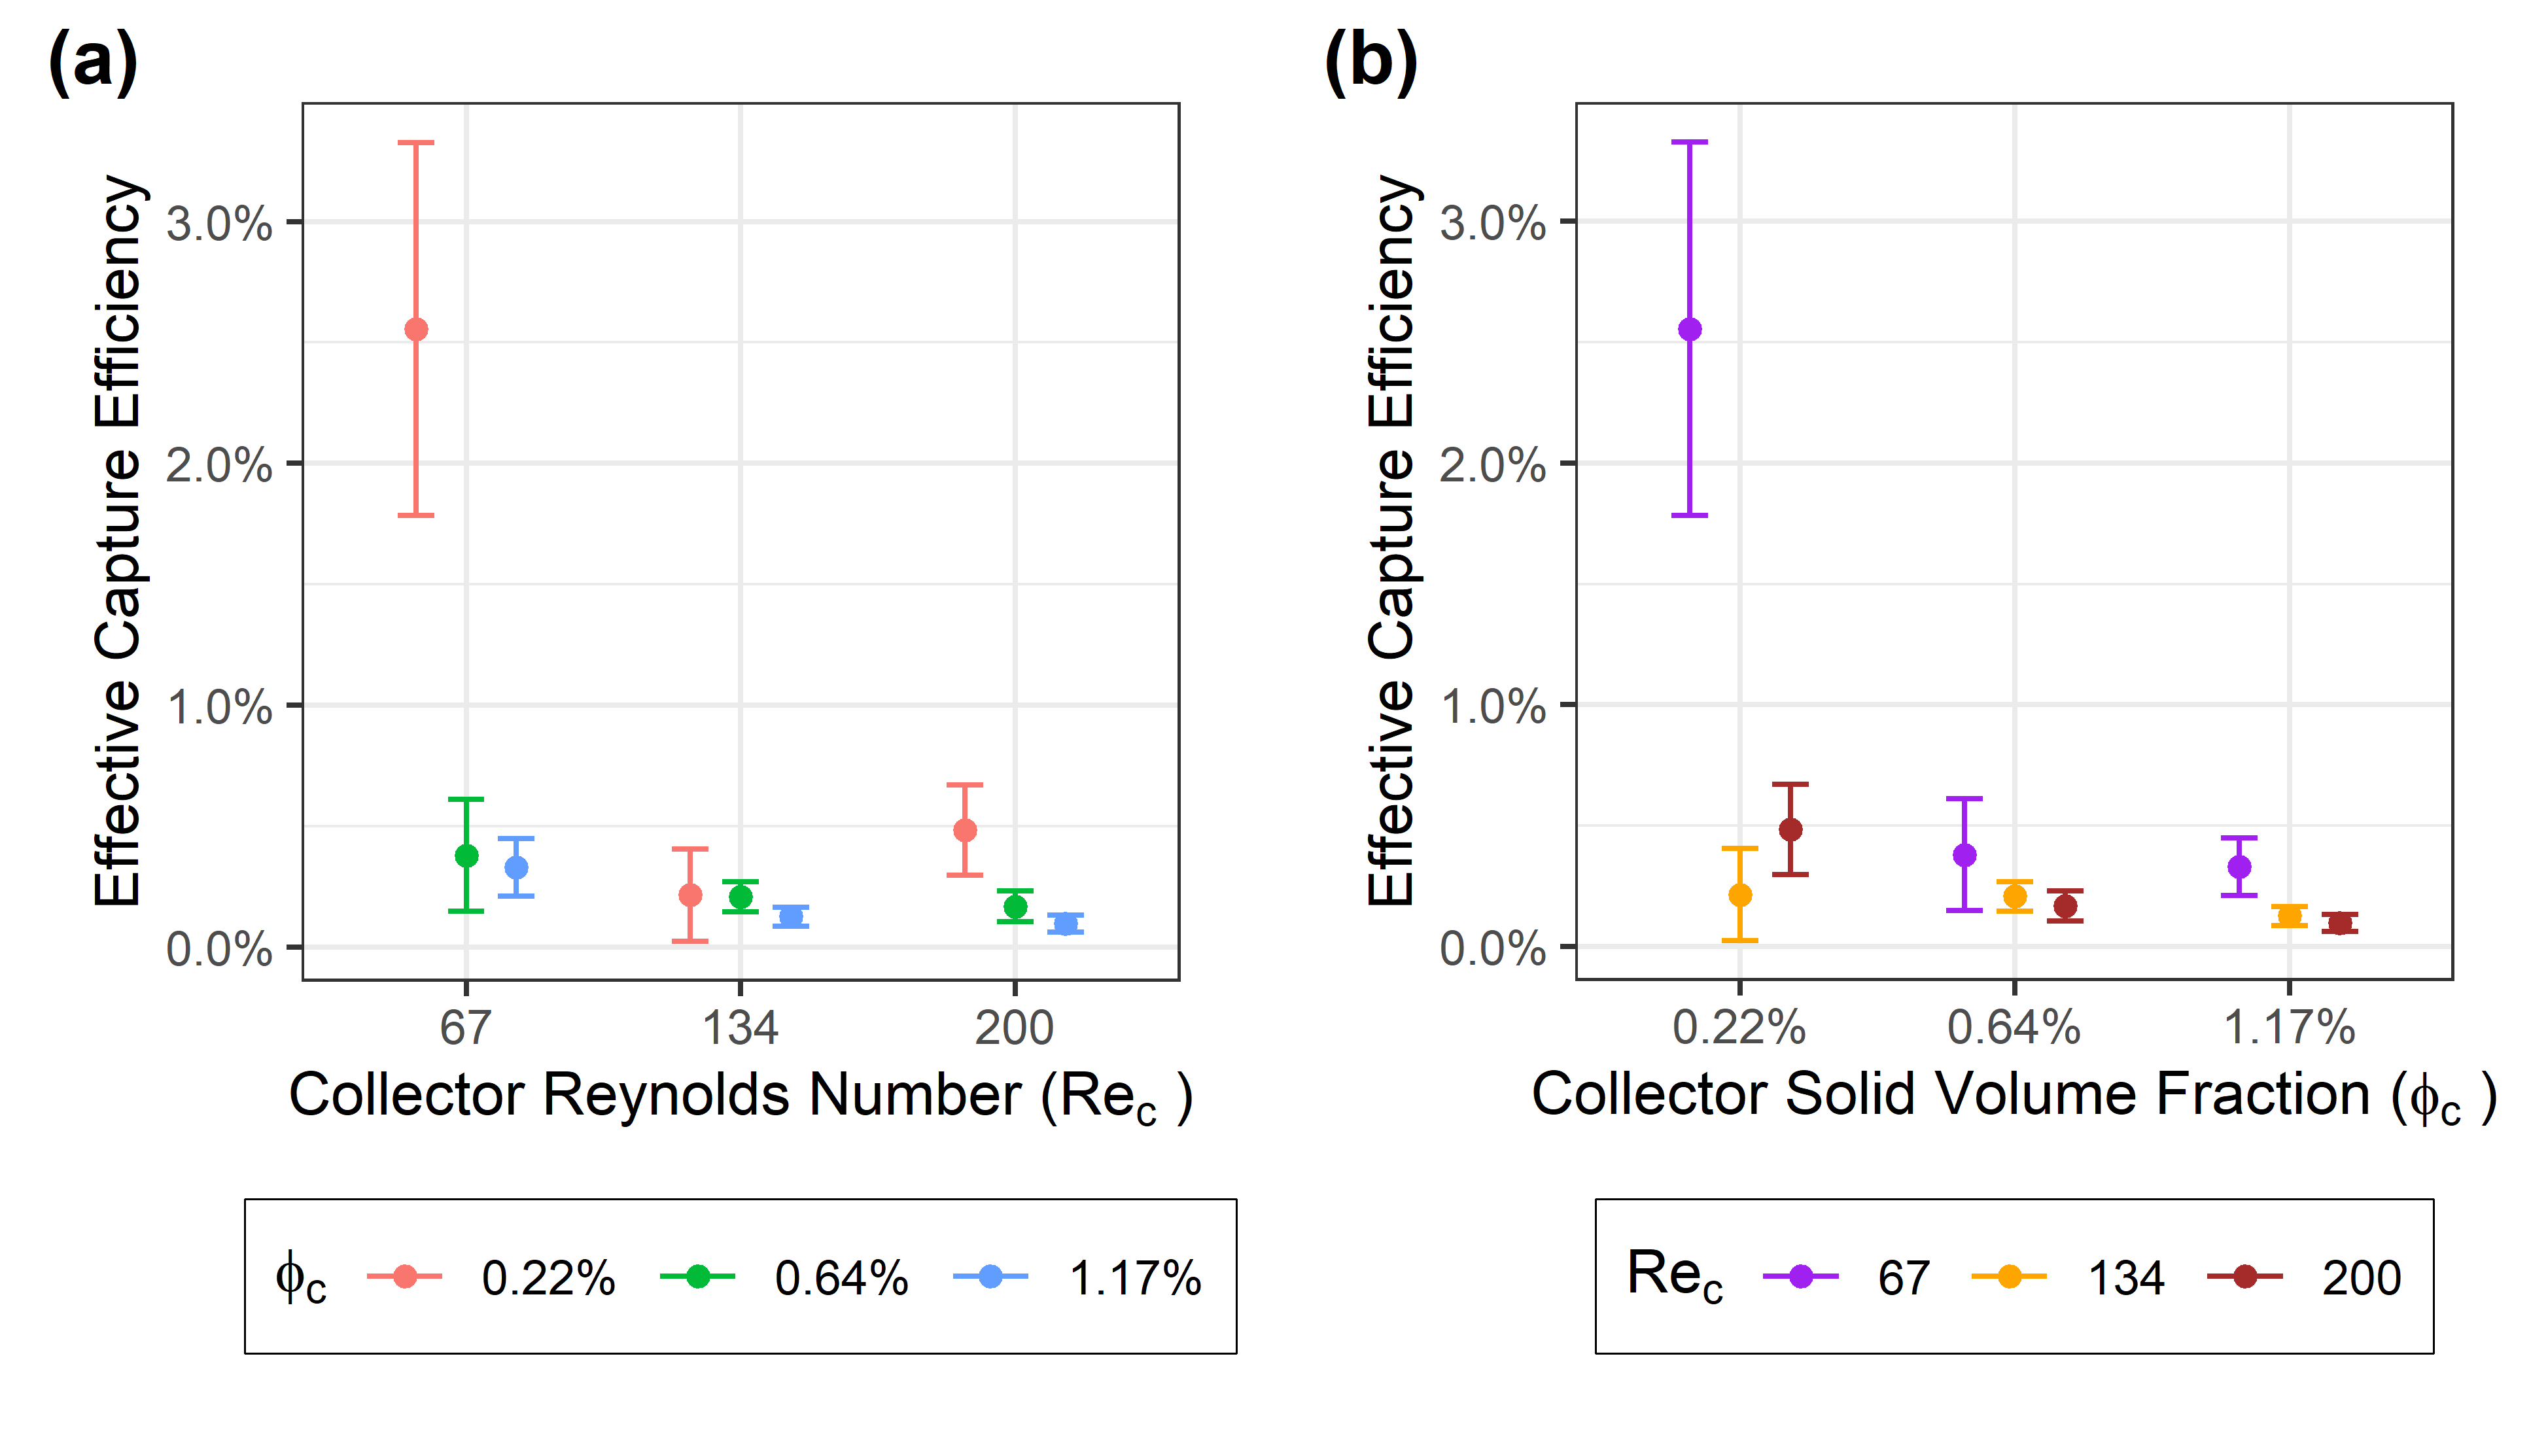 (a)
Effective Capture Efficiency
3.0%
2.0%
1.0%
0.0%
67 134 200
Collector Reynolds Number (Rec )
ϕc 0.22% 0.64% 1.17%
(b)
Effective Capture Efficiency
3.0%
2.0%
1.0%
0.0%
0.22% 0.64% 1.17%
Collector Solid Volume Fraction (ϕc )
Rec 67 134 200